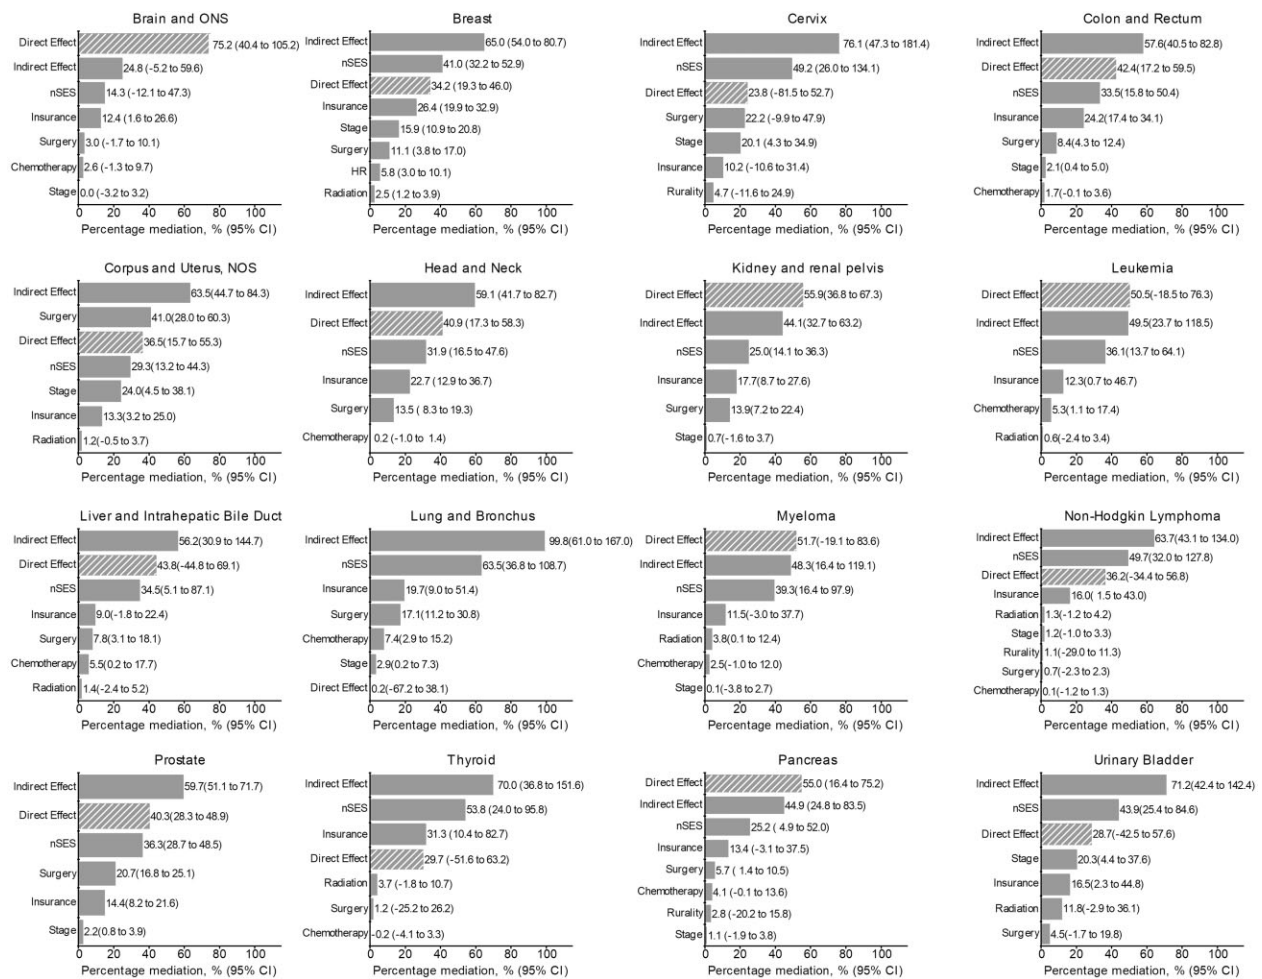 Brain and ONS
Direct Effect 75.2 (40.4 to 105.2)
Indirect Effect 24.8 (-5.2 to 59.6)
nSES 14.3 (-12.1 to 47.3)
Insurance 12.4 (1.6 to 26.6)
Surgery 3.0 (-1.7 to 10.1)
Chemotherapy 2.6 (-1.3 to 9.7)
Stage 0.0 (-3.2 to 3.2)
0 20 40 60 80 100
Percentage mediation, % (95% CI)
Breast
Indirect Effect 65.0 (54.0 to 80.7)
nSES 41.0 (32.2 to 52.9)
Direct Effect 34.2 (19.3 to 46.0)
Insurance 26.4 (19.9 to 32.9)
Stage 15.9 (10.9 to 20.8)
Surgery 11.1 (3.8 to 17.0)
HR 5.8 (3.0 to 10.1)
Radiation 2.5 (1.2 to 3.9)
0 20 40 60 80 100
Percentage mediation, % (95% CI)
Cervix
Indirect Effect 76.1 (47.3 to 181.4)
nSES 49.2 (26.0 to 134.1)
Direct Effect 23.8 (-81.5 to 52.7)
Surgery 22.2 (-9.9 to 47.9)
Stage 20.1 (4.3 to 34.9)
Insurance 10.2 (-10.6 to 31.4)
Rurality 4.7 (-11.6 to 24.9)
0 20 40 60 80 100
Percentage mediation, % (95% CI)
Colon and Rectum
Indirect Effect 57.6(40.5 to 82.8)
Direct Effect 42.4(17.2 to 59.5)
nSES 33.5(15.8 to 50.4)
Insurance 24.2(17.4 to 34.1)
Surgery 8.4(4.3 to 12.4)
Stage 2.1(0.4 to 5.0)
Chemotherapy 1.7(-0.1 to 3.6)
0 20 40 60 80 100
Percentage mediation, % (95% CI)
Corpus and Uterus, NOS
Indirect Effect 63.5(44.7 to 84.3)
Surgery 41.0(28.0 to 60.3)
Direct Effect 36.5(15.7 to 55.3)
nSES 29.3(13.2 to 44.3)
Stage 24.0(4.5 to 38.1)
Insurance 13.3(3.2 to 25.0)
Radiation 1.2(-0.5 to 3.7)
0 20 40 60 80 100
Percentage mediation, % (95% CI)
Head and Neck
Indirect Effect 59.1 (41.7 to 82.7)
Direct Effect 40.9 (17.3 to 58.3)
nSES 31.9 (16.5 to 47.6)
Insurance 22.7 (12.9 to 36.7)
Surgery 13.5 ( 8.3 to 19.3)
Chemotherapy 0.2 (-1.0 to 1.4)
0 20 40 60 80 100
Percentage mediation, % (95% CI)
Kidney and renal pelvis
Direct Effect 55.9(36.8 to 67.3)
Indirect Effect 44.1(32.7 to 63.2)
nSES 25.0(14.1 to 36.3)
Insurance 17.7(8.7 to 27.6)
Surgery 13.9(7.2 to 22.4)
Stage 0.7(-1.6 to 3.7)
0 20 40 60 80 100
Percentage mediation, % (95% CI)
Leukemia
Direct Effect 50.5(-18.5 to 76.3)
Indirect Effect 49.5(23.7 to 118.5)
nSES 36.1(13.7 to 64.1)
Insurance 12.3(0.7 to 46.7)
Chemotherapy 5.3(1.1 to 17.4)
Radiation 0.6(-2.4 to 3.4)
0 20 40 60 80 100
Percentage mediation, % (95% CI)
Liver and Intrahepatic Bile Duct
Indirect Effect 56.2(30.9 to 144.7)
Direct Effect 43.8(-44.8 to 69.1)
nSES 34.5(5.1 to 87.1)
Insurance 9.0(-1.8 to 22.4)
Surgery 7.8(3.1 to 18.1)
Chemotherapy 5.5(0.2 to 17.7)
Radiation 1.4(-2.4 to 5.2)
0 20 40 60 80 100
Percentage mediation, % (95% CI)
Lung and Bronchus
Indirect Effect 99.8(61.0 to 167.0)
nSES 63.5(36.8 to 108.7)
Insurance 19.7(9.0 to 51.4)
Surgery 17.1(11.2 to 30.8)
Chemotherapy 7.4(2.9 to 15.2)
Stage 2.9(0.2 to 7.3)
Direct Effect 0.2(-67.2 to 38.1)
0 20 40 60 80 100
Percentage mediation, % (95% CI)
Myeloma
Direct Effect 51.7(-19.1 to 83.6)
Indirect Effect 48.3(16.4 to 119.1)
nSES 39.3(16.4 to 97.9)
Insurance 11.5(-3.0 to 37.7)
Radiation 3.8(0.1 to 12.4)
Chemotherapy 2.5(-1.0 to 12.0)
Stage 0.1(-3.8 to 2.7)
0 20 40 60 80 100
Percentage mediation, % (95% CI)
Non-Hodgkin Lymphoma
Indirect Effect 63.7(43.1 to 134.0)
nSES 49.7(32.0 to 127.8)
Direct Effect 36.2(-34.4 to 56.8)
Insurance 16.0( 1.5 to 43.0)
Radiation 1.3(-1.2 to 4.2)
Stage 1.2(-1.0 to 3.3)
Rurality 1.1(-29.0 to 11.3)
Surgery 0.7(-2.3 to 2.3)
Chemotherapy 0.1(-1.2 to 1.3)
0 20 40 60 80 100
Percentage mediation, % (95% CI)
Prostate
Indirect Effect 59.7(51.1 to 71.7)
Direct Effect 40.3(28.3 to 48.9)
nSES 36.3(28.7 to 48.5)
Surgery 20.7(16.8 to 25.1)
Insurance 14.4(8.2 to 21.6)
Stage 2.2(0.8 to 3.9)
0 20 40 60 80 100
Percentage mediation, % (95% CI)
Thyroid
Indirect Effect 70.0 (36.8 to 151.6)
nSES 53.8 (24.0 to 95.8)
Insurance 31.3 (10.4 to 82.7)
Direct Effect 29.7 (-51.6 to 63.2)
Radiation 3.7 (-1.8 to 10.7)
Surgery 1.2 (-25.2 to 26.2)
Chemotherapy -0.2 (-4.1 to 3.3)
0 20 40 60 80 100
Percentage mediation, % (95% CI)
Pancreas
Direct Effect 55.0 (16.4 to 75.2)
Indirect Effect 44.9 (24.8 to 83.5)
nSES 25.2 ( 4.9 to 52.0)
Insurance 13.4 (-3.1 to 37.5)
Surgery 5.7 ( 1.4 to 10.5)
Chemotherapy 4.1 (-0.1 to 13.6)
Rurality 2.8 (-20.2 to 15.8)
Stage 1.1 (-1.9 to 3.8)
0 20 40 60 80 100
Percentage mediation, % (95% CI)
Urinary Bladder
Indirect Effect 71.2(42.4 to 142.4)
nSES 43.9(25.4 to 84.6)
Direct Effect 28.7(-42.5 to 57.6)
Stage 20.3(4.4 to 37.6)
Insurance 16.5(2.3 to 44.8)
Radiation 11.8(-2.9 to 36.1)
Surgery 4.5(-1.7 to 19.8)
0 20 40 60 80 100
Percentage mediation, % (95% CI)